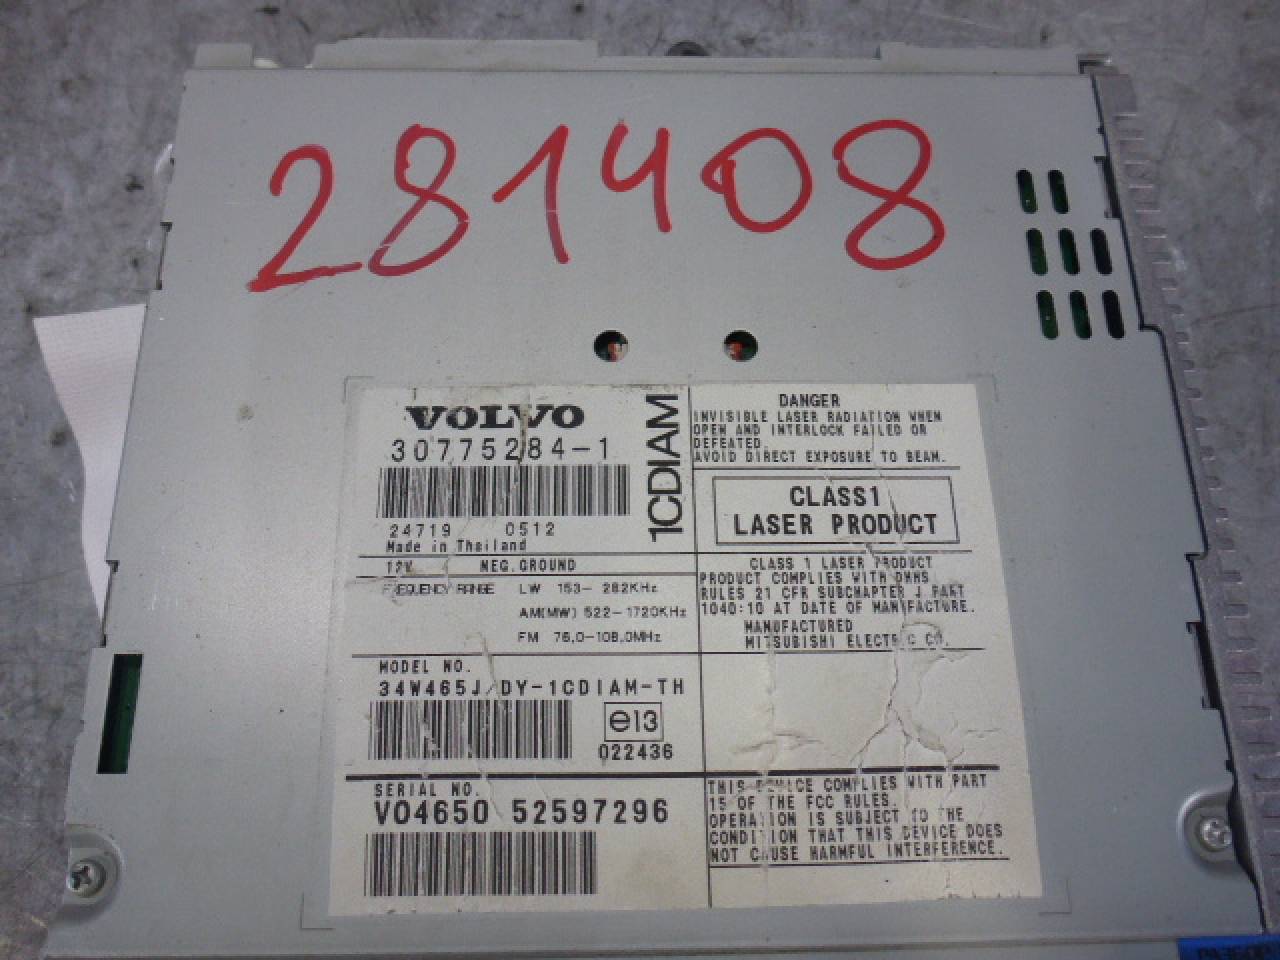 281408
VOLVO
30775284-1
1CDIAM
24719 0512
Made in Thailand
12V NEG.GROUND
FREQUENCY RANGE LW 153- 282KHz
AM(MW) 522-1720KHz
FM 76.0-108.0MHz
MODEL NO.
34W465J/DY-1CDIAM-TH
e13
022436
SERIAL NO.
VO4650 52597296
DANGER
INVISIBLE LASER RADIATION WHEN
OPEN AND INTERLOCK FAILED OR
DEFEATED.
AVOID DIRECT EXPOSURE TO BEAM.
CLASS1
LASER PRODUCT
CLASS 1 LASER PRODUCT
PRODUCT COMPLIES WITH DHHS
RULES 21 CFR SUBCHAPTER J PART
1040:10 AT DATE OF MANUFACTURE.
MANUFACTURED
MITSUBISHI ELECTRIC CO.
THIS DEVICE COMPLIES WITH PART
15 OF THE FCC RULES.
OPERATION IS SUBJECT TO THE
CONDITION THAT THIS DEVICE DOES
NOT CAUSE HARMFUL INTERFERENCE.